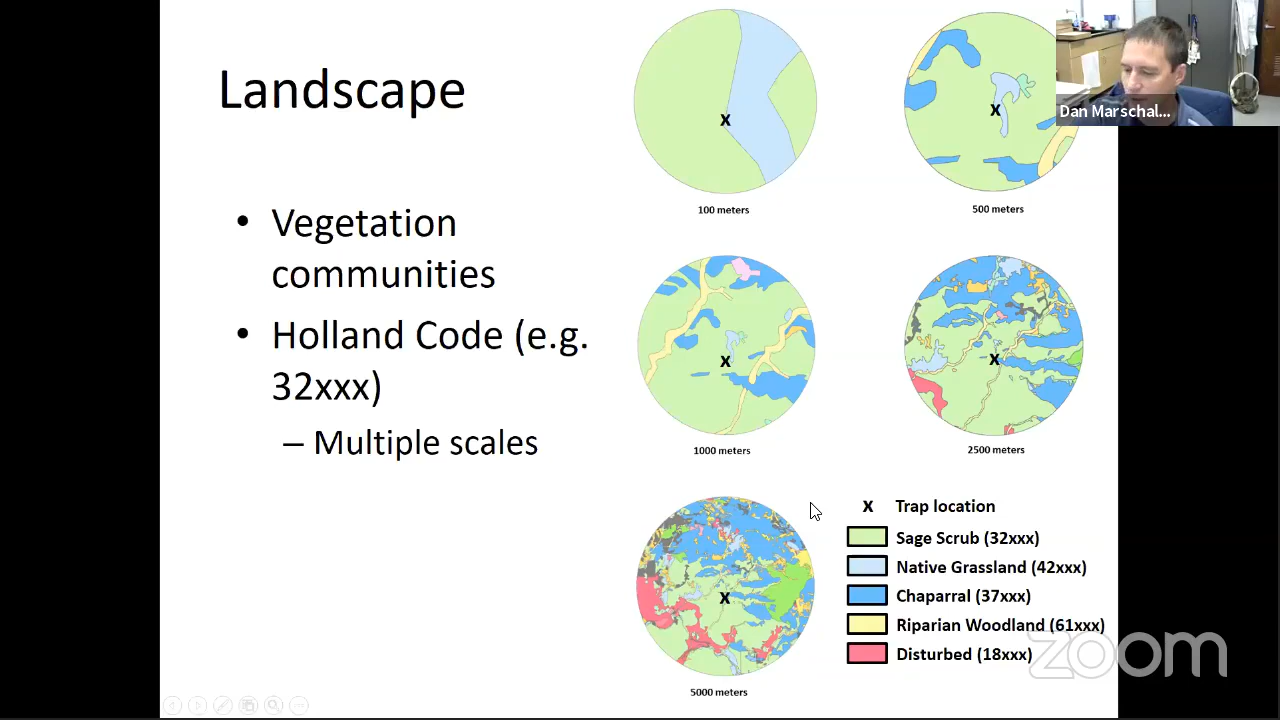 Landscape
• Vegetation
communities
• Holland Code (e.g.
32xxx)
– Multiple scales
X
100 meters
X
500 meters
X
1000 meters
X
2500 meters
X
5000 meters
X Trap location
Sage Scrub (32xxx)
Native Grassland (42xxx)
Chaparral (37xxx)
Riparian Woodland (61xxx)
Disturbed (18xxx)
Dan Marschal...
zoom